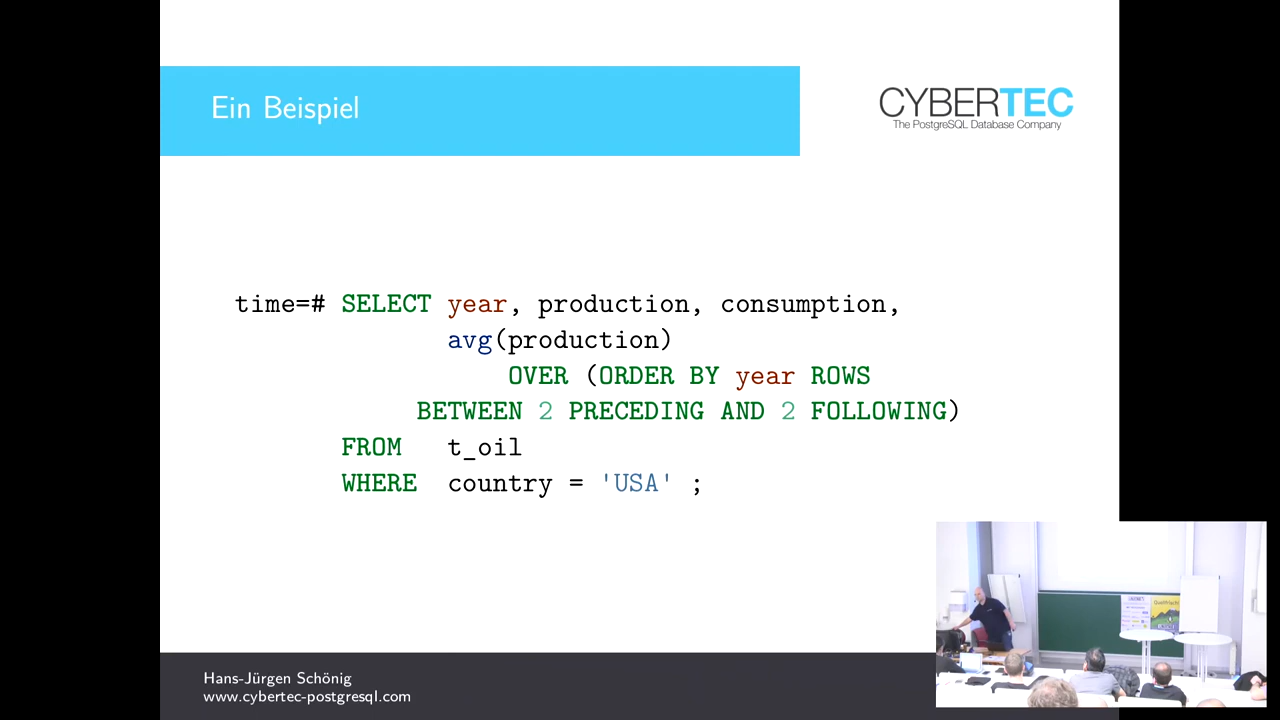 Ein Beispiel
CYBERTEC
The PostgreSQL Database Company
time=# SELECT year, production, consumption,
avg(production)
OVER (ORDER BY year ROWS
BETWEEN 2 PRECEDING AND 2 FOLLOWING)
FROM t_oil
WHERE country = 'USA' ;
Hans-Jürgen Schönig
www.cybertec-postgresql.com